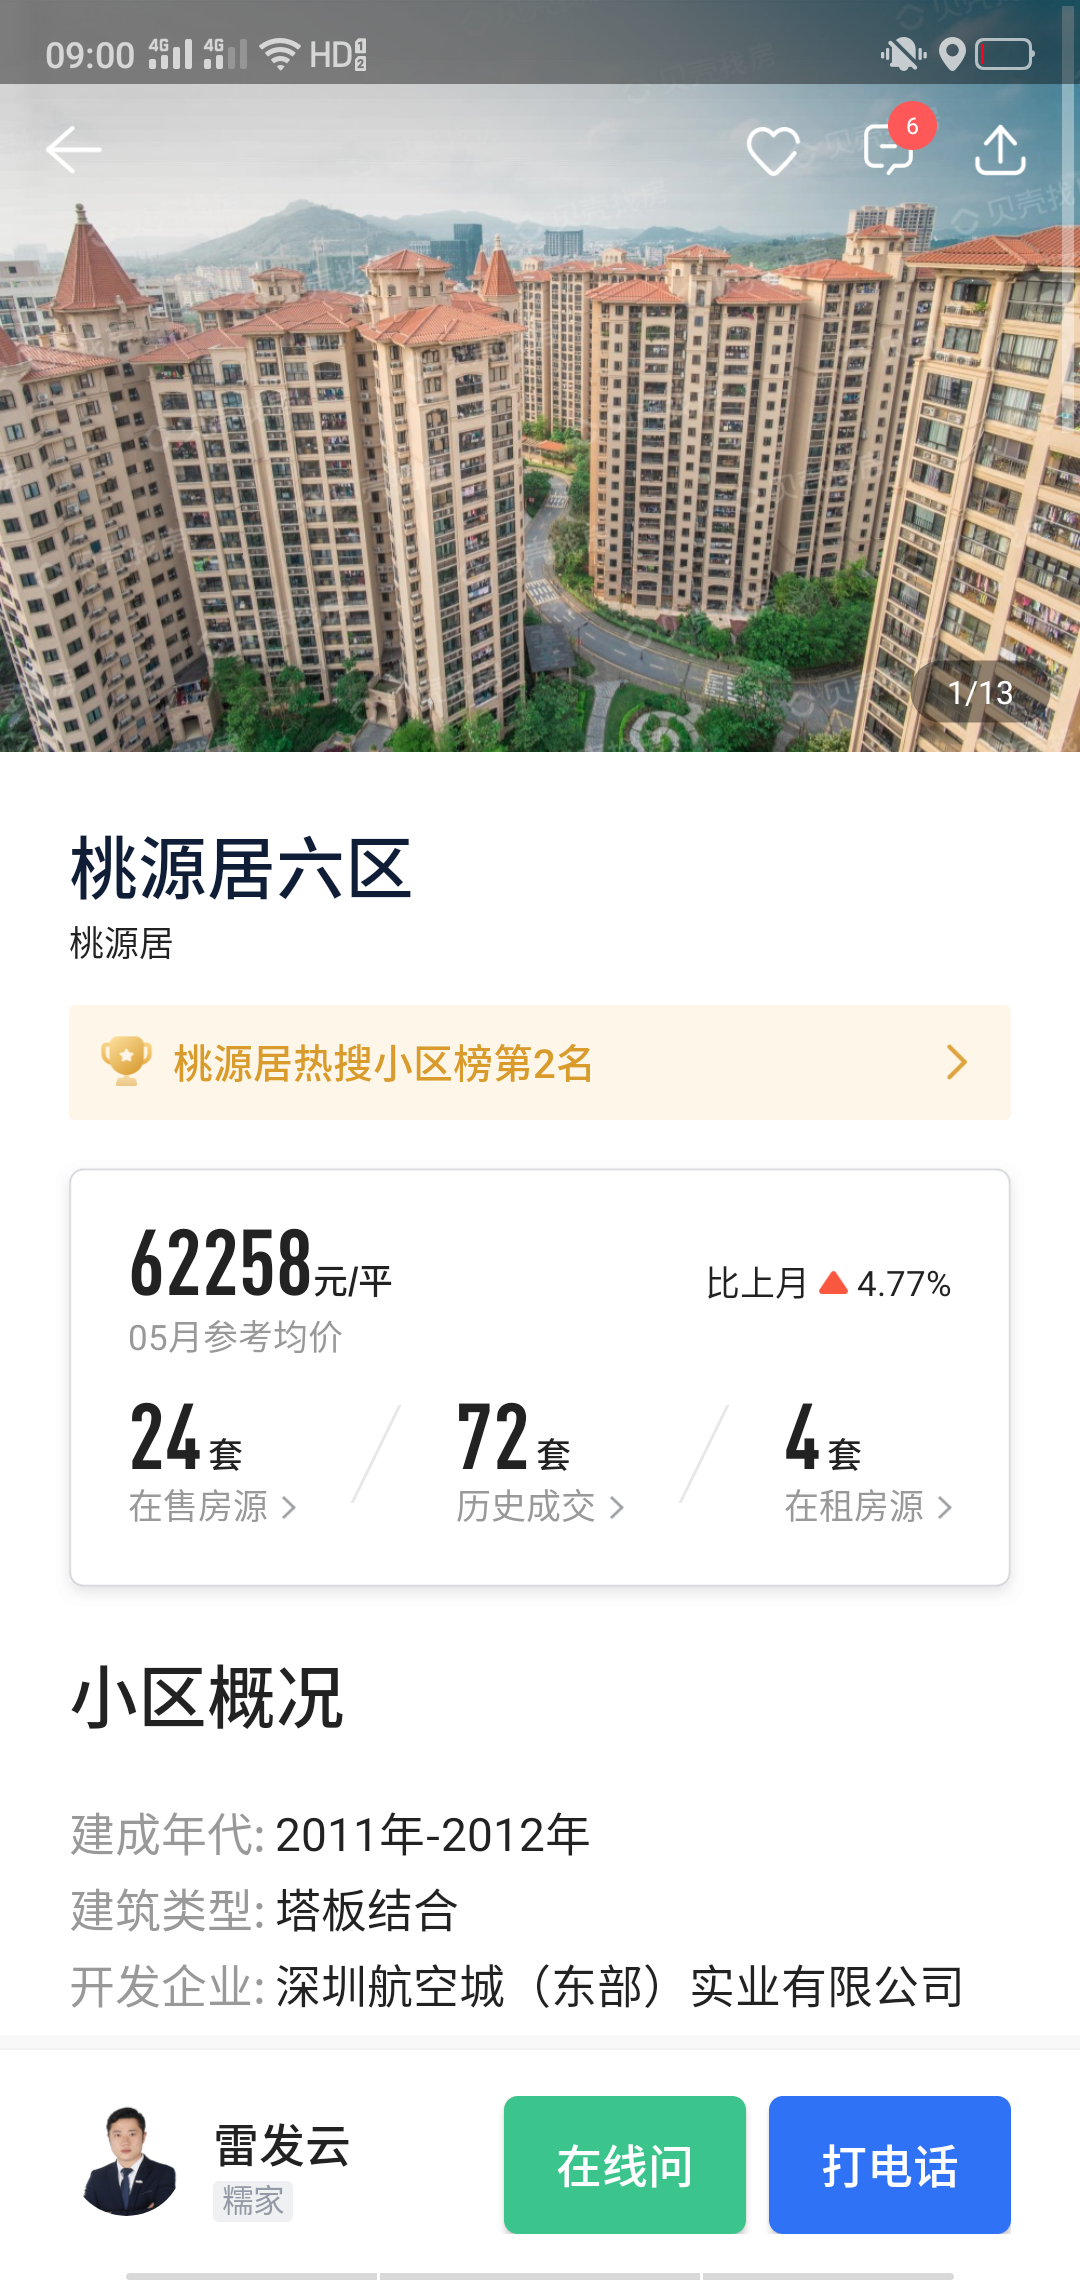 09:00 4G 4G HD 1 2
6
贝壳找房
1/13
桃源居六区
桃源居
桃源居热搜小区榜第2名
62258元/平
比上月 4.77%
05月参考均价
24套
72套
4套
在售房源
历史成交
在租房源
小区概况
建成年代: 2011年-2012年
建筑类型: 塔板结合
开发企业: 深圳航空城（东部）实业有限公司
雷发云
糯家
在线问
打电话